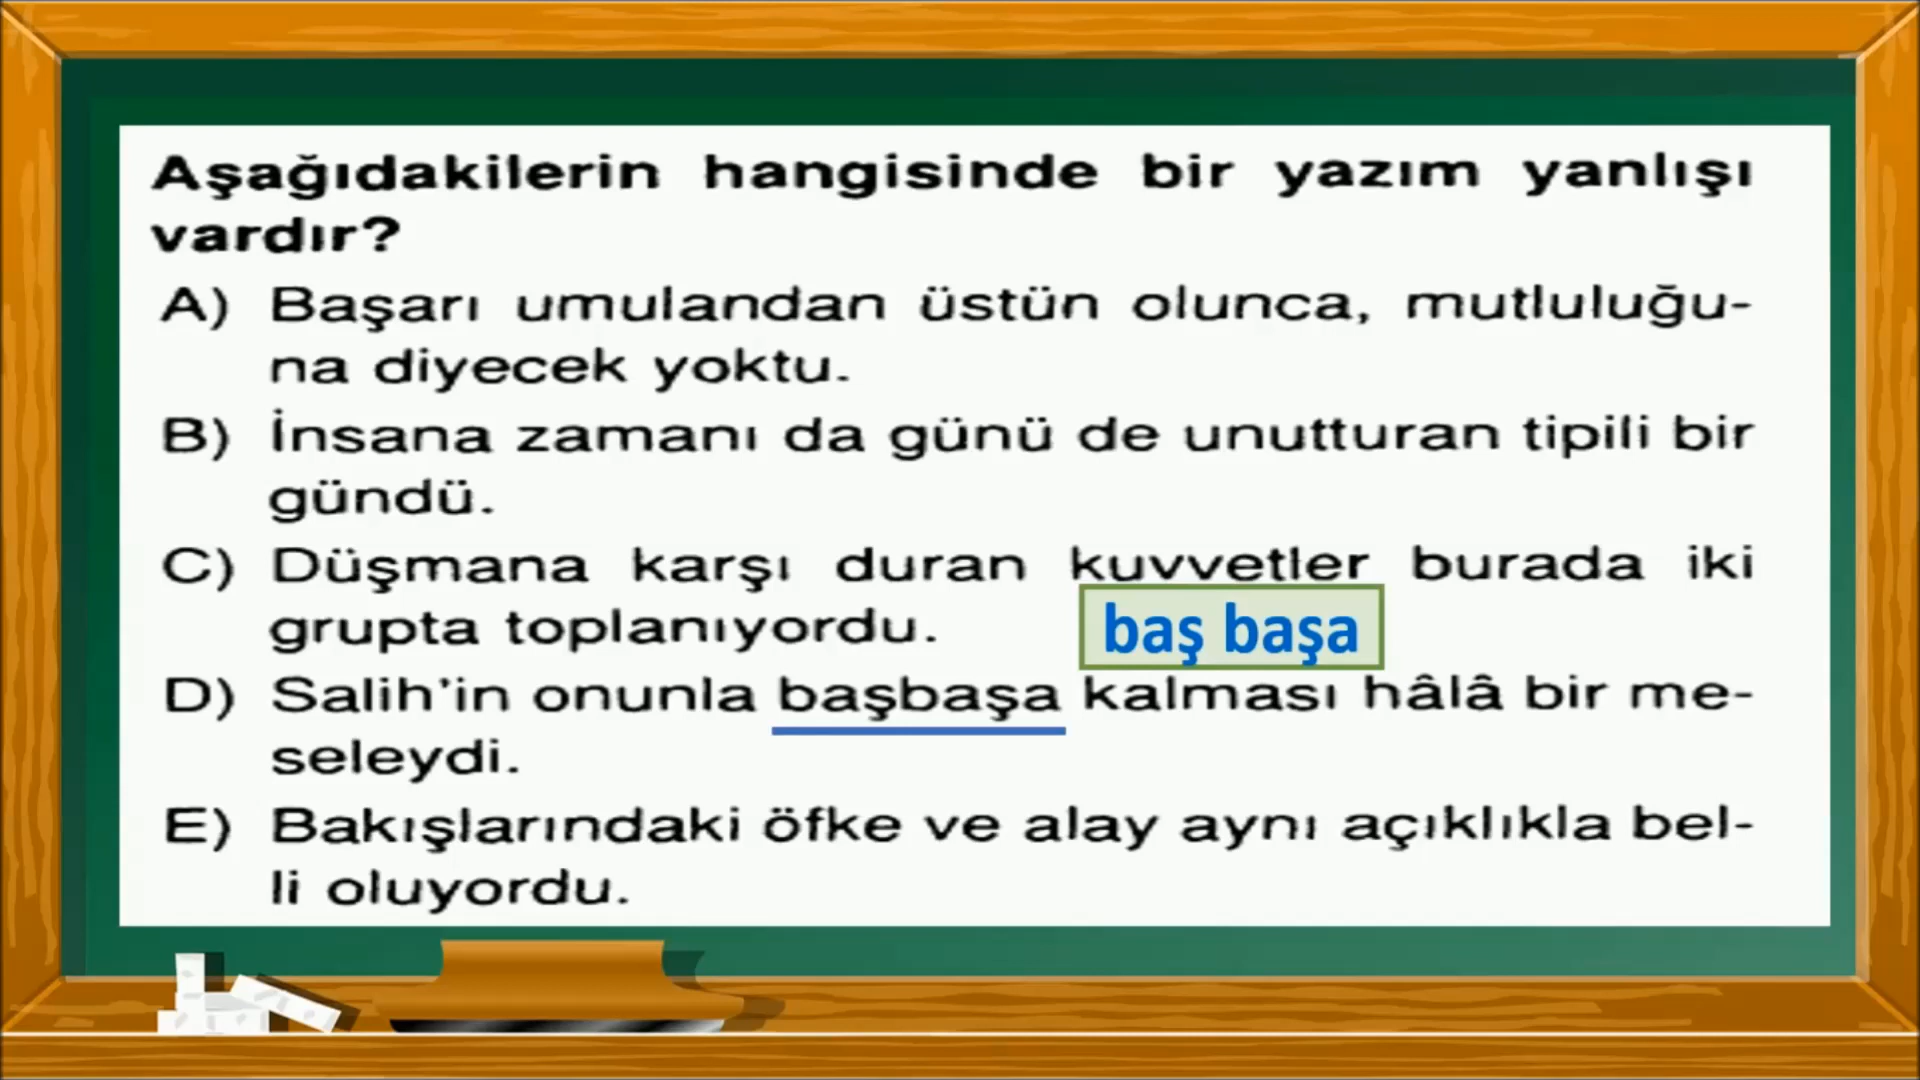 Aşağıdakilerin hangisinde bir yazım yanlışı
vardır?
A) Başarı umulandan üstün olunca, mutluluğu-
na diyecek yoktu.
B) İnsana zamanı da günü de unutturan tipili bir
gündü.
C) Düşmana karşı duran kuvvetler burada iki
grupta toplanıyordu.
baş başa
D) Salih'in onunla başbaşa kalması hâlâ bir me-
seleydi.
E) Bakışlarındaki öfke ve alay aynı açıklıkla bel-
li oluyordu.